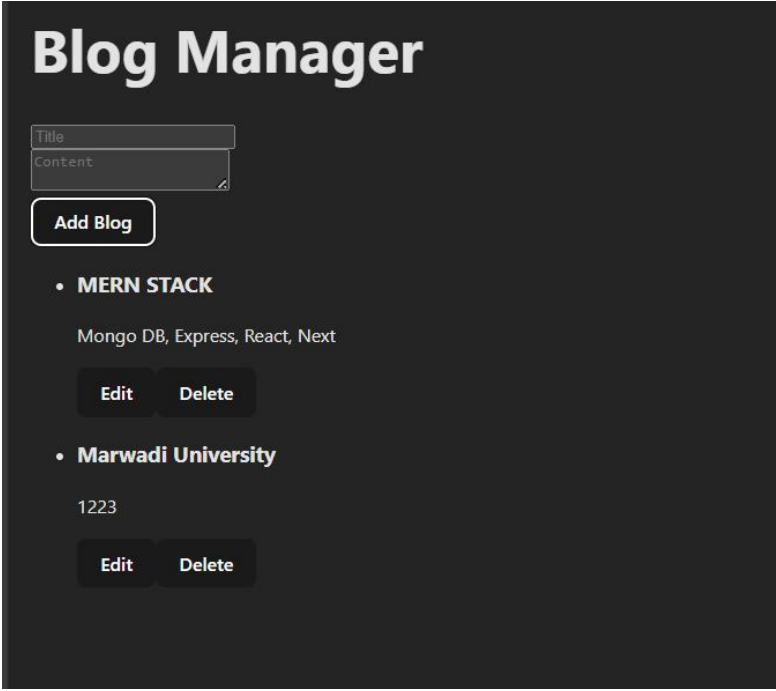 Blog Manager
Title
Content
Add Blog
MERN STACK
Mongo DB, Express, React, Next
Edit Delete
Marwadi University
1223
Edit Delete